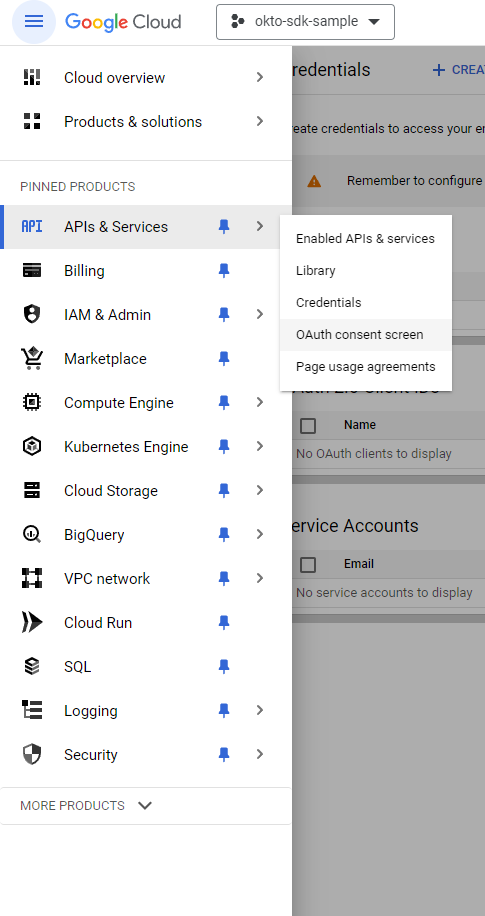 Google Cloud
okto-sdk-sample
Cloud overview
Products & solutions
PINNED PRODUCTS
API APIs & Services
Billing
IAM & Admin
Marketplace
Compute Engine
Kubernetes Engine
Cloud Storage
BigQuery
VPC network
Cloud Run
SQL
Logging
Security
MORE PRODUCTS
Enabled APIs & services
Library
Credentials
OAuth consent screen
Page usage agreements
redentials
+ CREA
reate credentials to access your e
Remember to configure
Name
No OAuth clients to display
ervice Accounts
Email
No service accounts to display